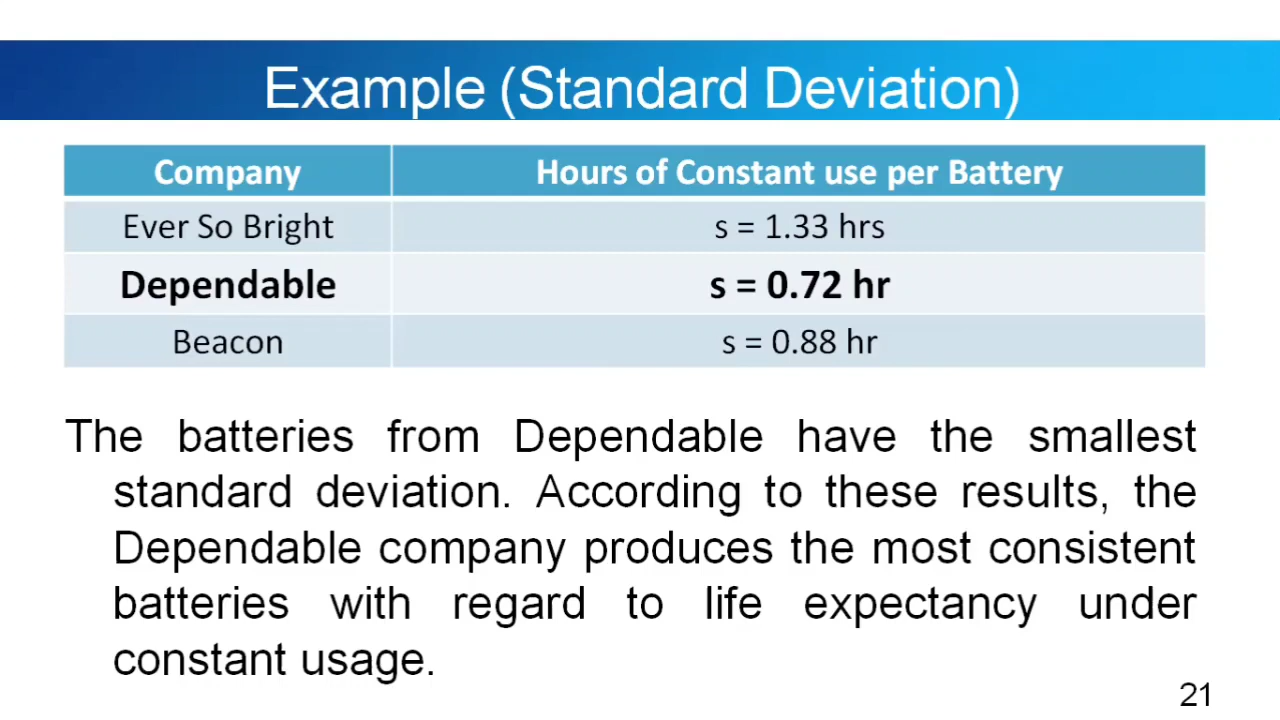 Example (Standard Deviation)
Company Hours of Constant use per Battery
Ever So Bright s = 1.33 hrs
Dependable s = 0.72 hr
Beacon s = 0.88 hr
The batteries from Dependable have the smallest
standard deviation. According to these results, the
Dependable company produces the most consistent
batteries with regard to life expectancy under
constant usage.
21